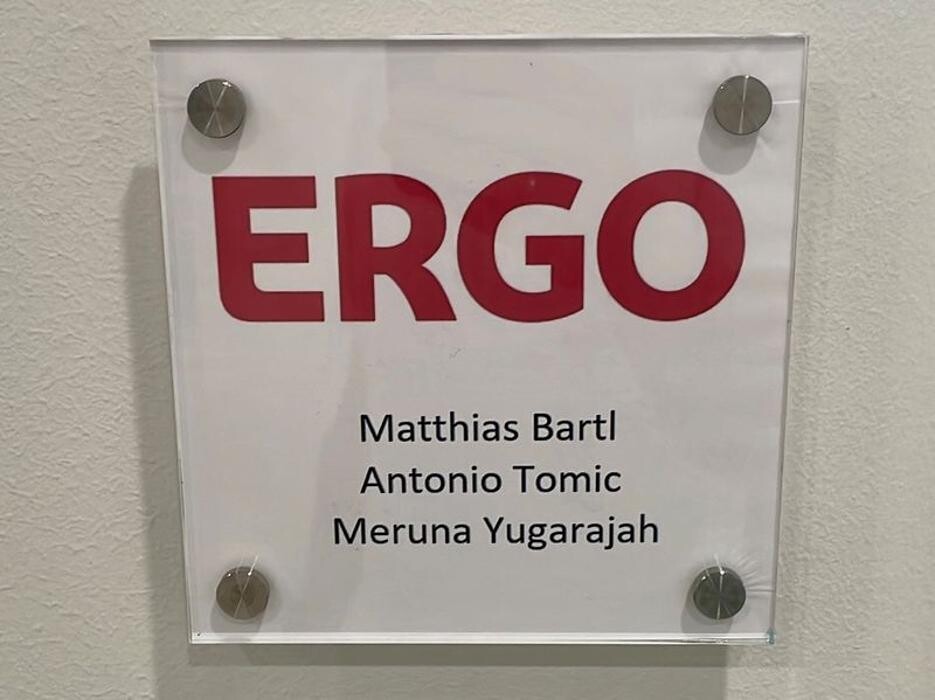 ERGO
Matthias Bartl
Antonio Tomic
Meruna Yugarajah